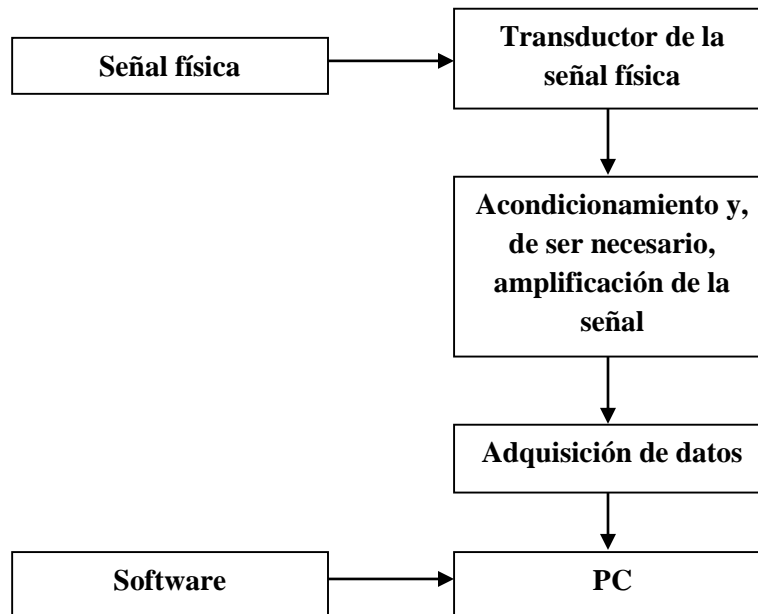 Señal física
Transductor de la
señal física
Acondicionamiento y,
de ser necesario,
amplificación de la
señal
Adquisición de datos
Software
PC